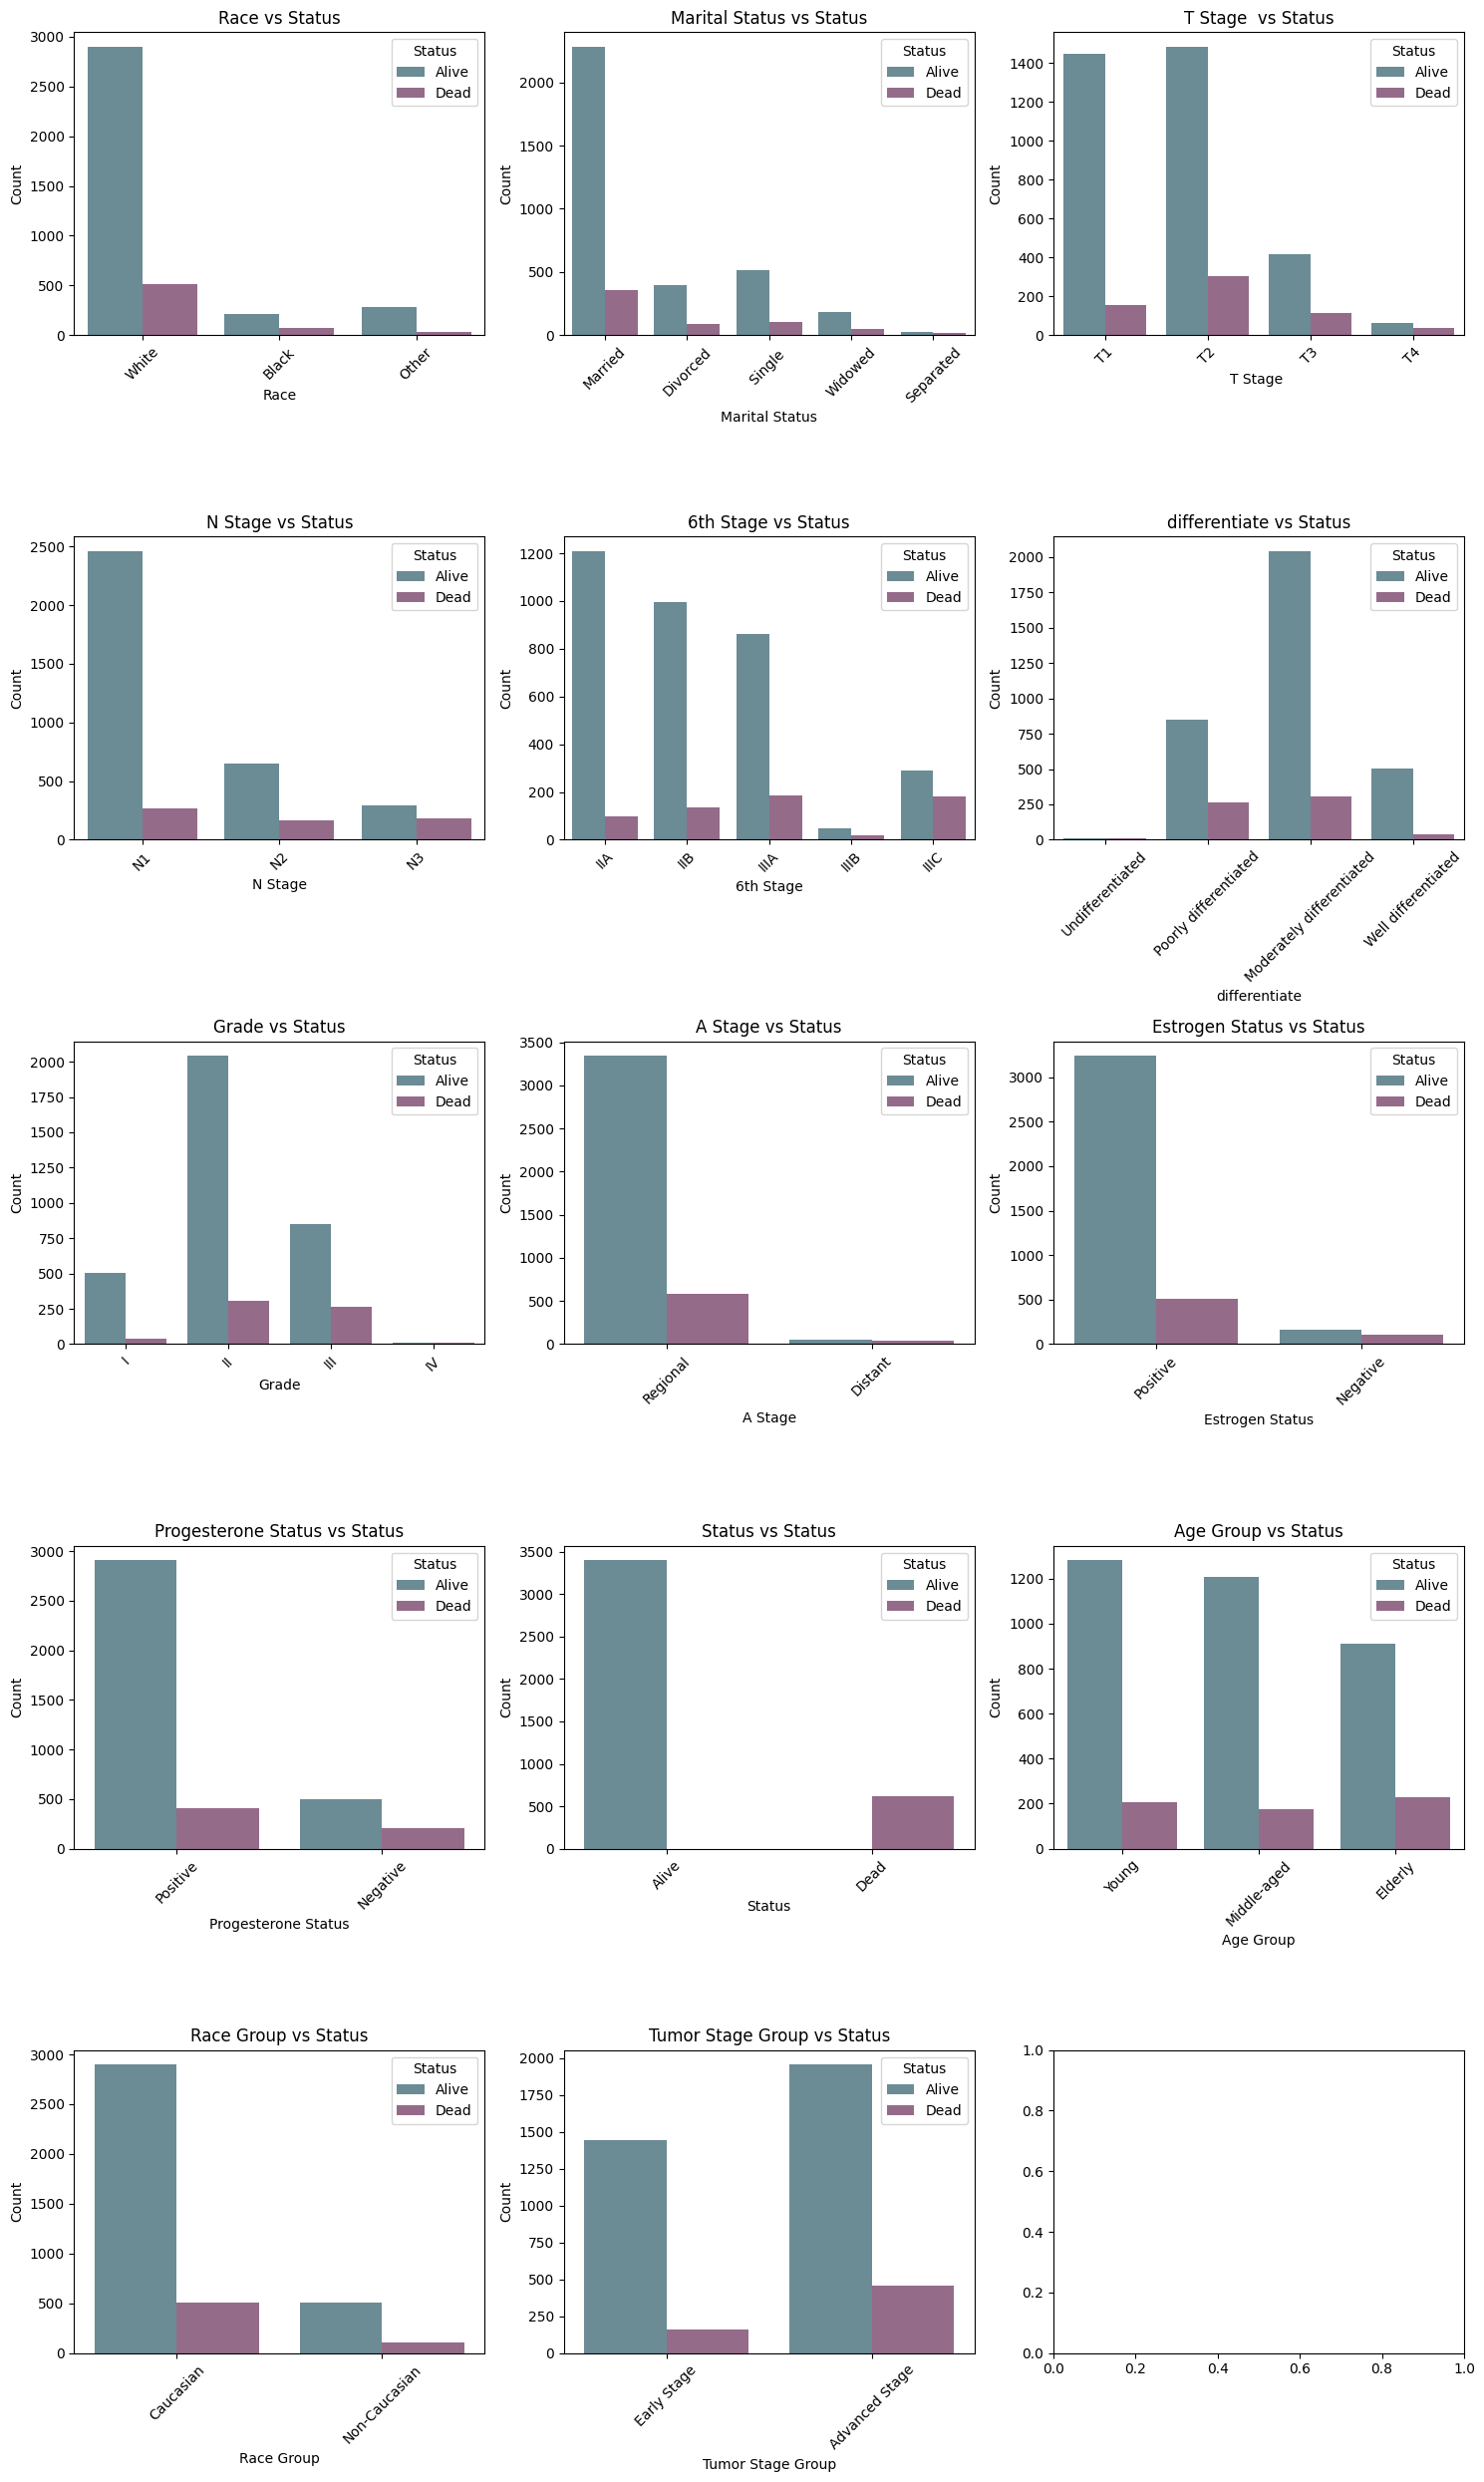 Race vs Status
Count
3000
2500
2000
1500
1000
500
0
Status
Alive
Dead
White
Black
Other
Race
Marital Status vs Status
Count
2000
1500
1000
500
0
Status
Alive
Dead
Married
Divorced
Single
Widowed
Separated
Marital Status
T Stage  vs Status
Count
1400
1200
1000
800
600
400
200
0
Status
Alive
Dead
T1
T2
T3
T4
T Stage
N Stage vs Status
Count
2500
2000
1500
1000
500
0
Status
Alive
Dead
N1
N2
N3
N Stage
6th Stage vs Status
Count
1200
1000
800
600
400
200
0
Status
Alive
Dead
IIA
IIB
IIIA
IIIB
IIIC
6th Stage
differentiate vs Status
Count
2000
1750
1500
1250
1000
750
500
250
0
Status
Alive
Dead
Undifferentiated
Poorly differentiated
Moderately differentiated
Well differentiated
differentiate
Grade vs Status
Count
2000
1750
1500
1250
1000
750
500
250
0
Status
Alive
Dead
I
II
III
IV
Grade
A Stage vs Status
Count
3500
3000
2500
2000
1500
1000
500
0
Status
Alive
Dead
Regional
Distant
A Stage
Estrogen Status vs Status
Count
3000
2500
2000
1500
1000
500
0
Status
Alive
Dead
Positive
Negative
Estrogen Status
Progesterone Status vs Status
Count
3000
2500
2000
1500
1000
500
0
Status
Alive
Dead
Positive
Negative
Progesterone Status
Status vs Status
Count
3500
3000
2500
2000
1500
1000
500
0
Status
Alive
Dead
Alive
Dead
Status
Age Group vs Status
Count
1200
1000
800
600
400
200
0
Status
Alive
Dead
Young
Middle-aged
Elderly
Age Group
Race Group vs Status
Count
3000
2500
2000
1500
1000
500
0
Status
Alive
Dead
Caucasian
Non-Caucasian
Race Group
Tumor Stage Group vs Status
Count
2000
1750
1500
1250
1000
750
500
250
0
Status
Alive
Dead
Early Stage
Advanced Stage
Tumor Stage Group
1.0
0.8
0.6
0.4
0.2
0.0
0.0
0.2
0.4
0.6
0.8
1.0